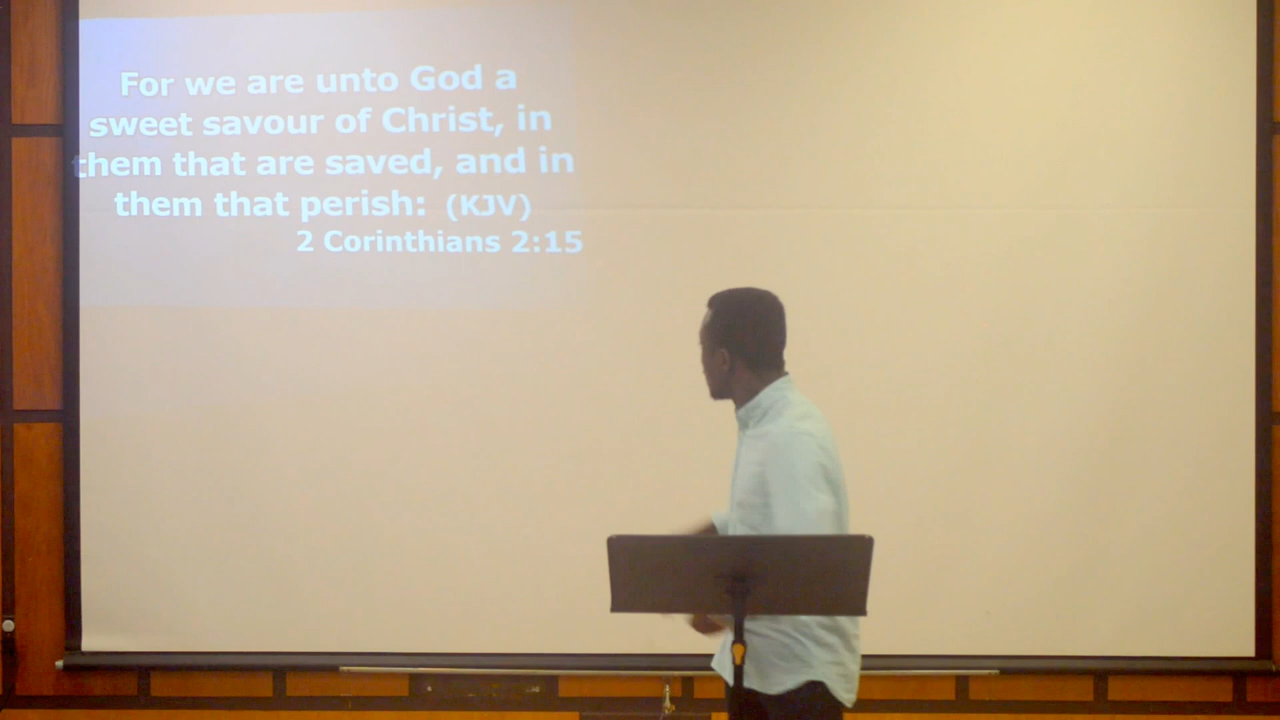 For we are unto God a
sweet savour of Christ, in
them that are saved, and in
them that perish: (KJV)
2 Corinthians 2:15